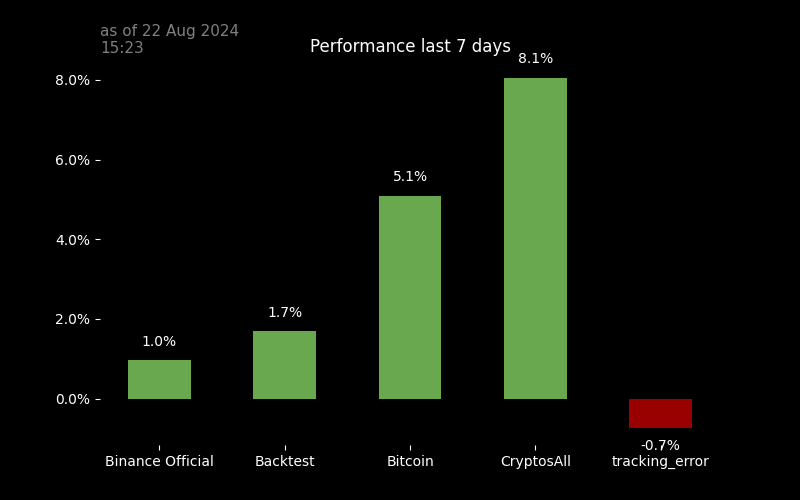 as of 22 Aug 2024
15:23
Performance last 7 days
8.1%
8.0%
6.0%
5.1%
4.0%
2.0%
1.7%
1.0%
0.0%
-0.7%
Binance Official
Backtest
Bitcoin
CryptosAll
tracking_error